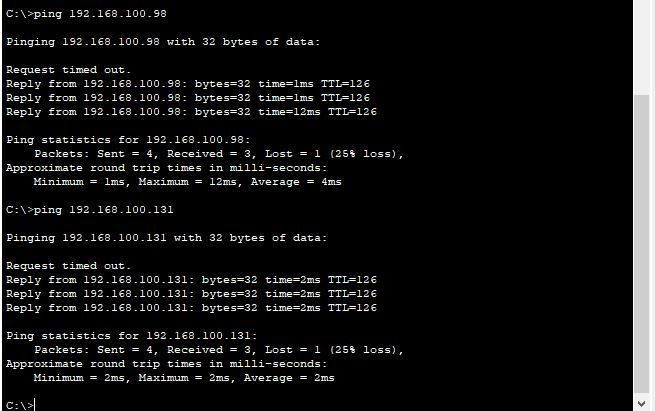 C:\>ping 192.168.100.98
Pinging 192.168.100.98 with 32 bytes of data:
Request timed out.
Reply from 192.168.100.98: bytes=32 time=1ms TTL=126
Reply from 192.168.100.98: bytes=32 time=1ms TTL=126
Reply from 192.168.100.98: bytes=32 time=12ms TTL=126
Ping statistics for 192.168.100.98:
Packets: Sent = 4, Received = 3, Lost = 1 (25% loss),
Approximate round trip times in milli-seconds:
Minimum = 1ms, Maximum = 12ms, Average = 4ms
C:\>ping 192.168.100.131
Pinging 192.168.100.131 with 32 bytes of data:
Request timed out.
Reply from 192.168.100.131: bytes=32 time=2ms TTL=126
Reply from 192.168.100.131: bytes=32 time=2ms TTL=126
Reply from 192.168.100.131: bytes=32 time=2ms TTL=126
Ping statistics for 192.168.100.131:
Packets: Sent = 4, Received = 3, Lost = 1 (25% loss),
Approximate round trip times in milli-seconds:
Minimum = 2ms, Maximum = 2ms, Average = 2ms
C:\>